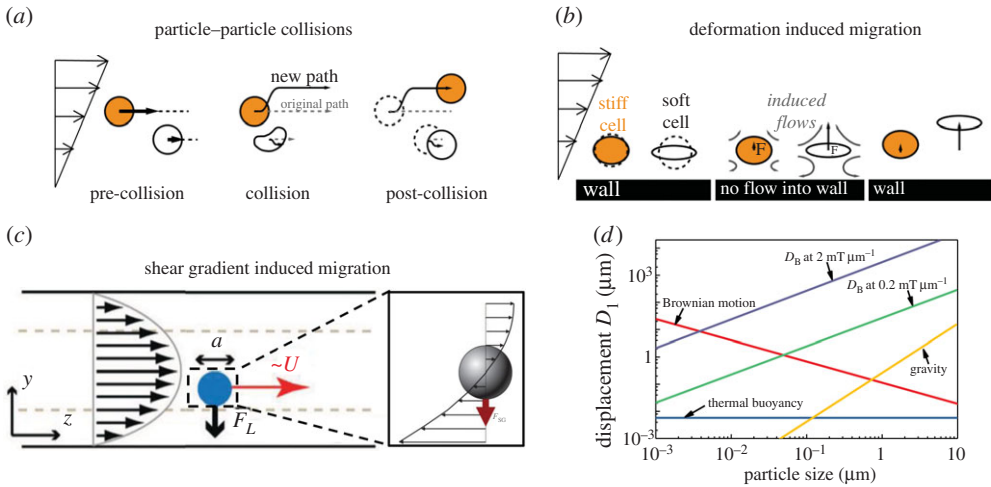 (a)
particle–particle collisions
new path
original path
pre-collision
collision
post-collision
(b)
deformation induced migration
stiff
cell
soft
cell
induced
flows
F
F
wall
no flow into wall
wall
(c)
shear gradient induced migration
a
~U
y
z
F_L
F_SG
(d)
displacement D₁ (μm)
10³
1
10⁻³
D_B at 2 mT μm⁻¹
D_B at 0.2 mT μm⁻¹
Brownian motion
gravity
thermal buoyancy
10⁻³
10⁻²
10⁻¹
1
10
particle size (μm)